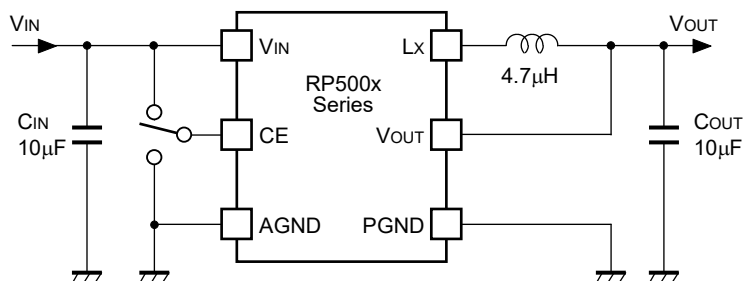 VIN
VIN
LX
VOUT
RP500x
Series
4.7μH
CIN
10μF
CE
VOUT
COUT
10μF
AGND
PGND